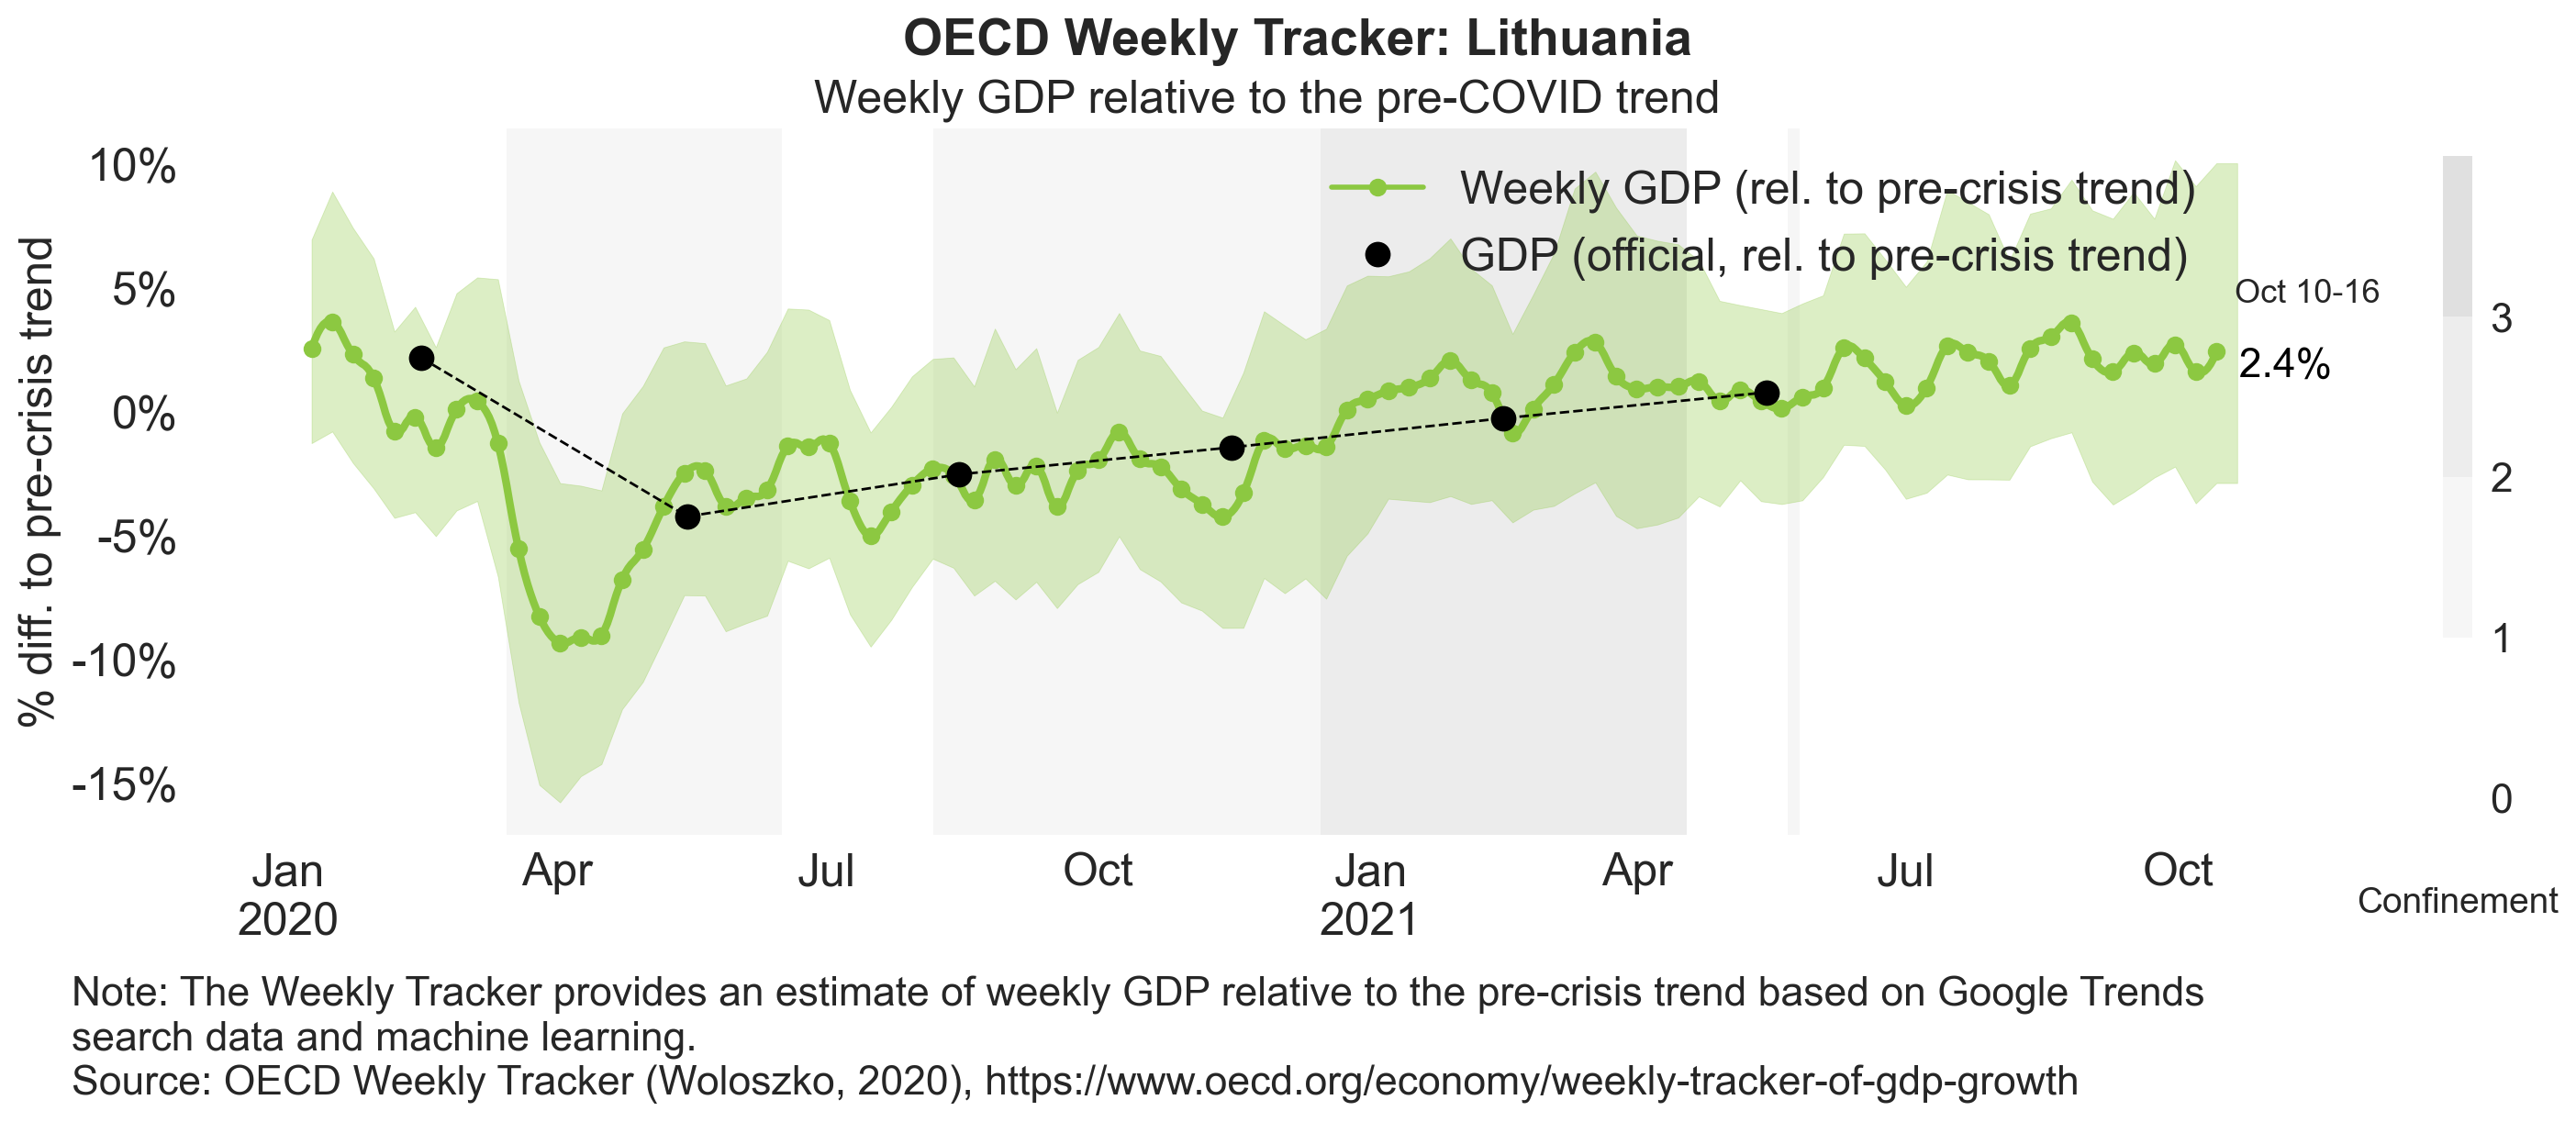 OECD Weekly Tracker: Lithuania
Weekly GDP relative to the pre-COVID trend
% diff. to pre-crisis trend
10%
5%
0%
-5%
-10%
-15%
Weekly GDP (rel. to pre-crisis trend)
GDP (official, rel. to pre-crisis trend)
Oct 10-16
2.4%
3
2
1
0
Confinement
Jan
2020
Apr
Jul
Oct
Jan
2021
Apr
Jul
Oct
Note: The Weekly Tracker provides an estimate of weekly GDP relative to the pre-crisis trend based on Google Trends
search data and machine learning.
Source: OECD Weekly Tracker (Woloszko, 2020), https://www.oecd.org/economy/weekly-tracker-of-gdp-growth